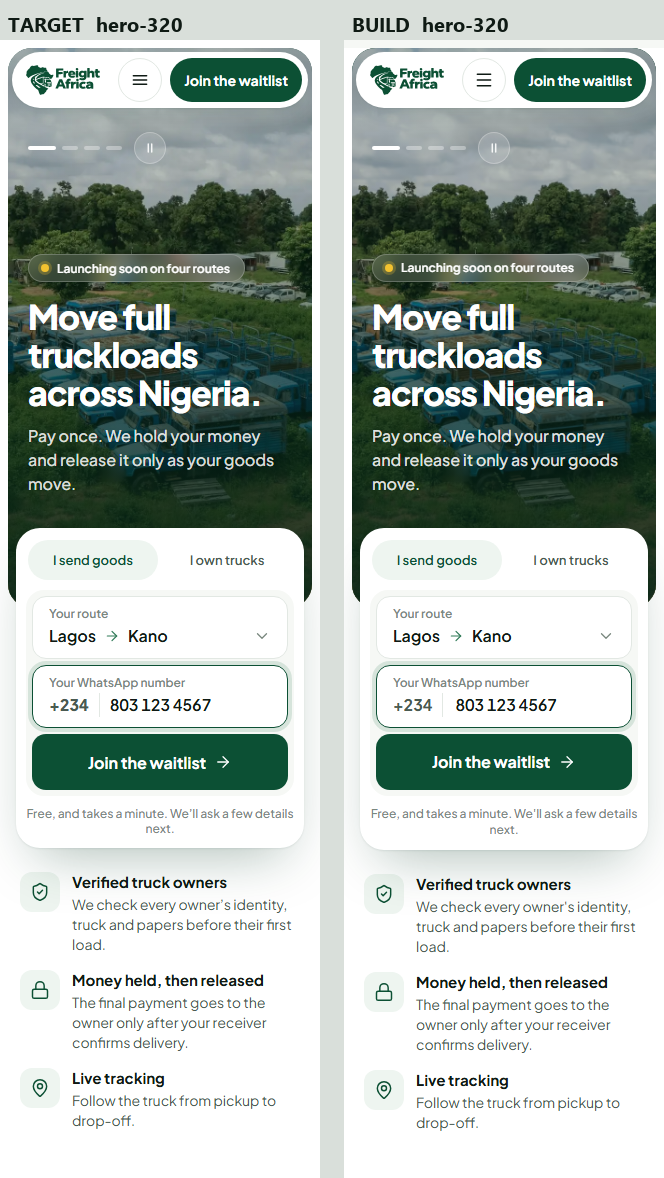 TARGET hero-320
Freight
Africa
Join the waitlist
Launching soon on four routes
Move full
truckloads
across Nigeria.
Pay once. We hold your money
and release it only as your goods
move.
I send goods
I own trucks
Your route
Lagos → Kano
Your WhatsApp number
+234 803 123 4567
Join the waitlist →
Free, and takes a minute. We'll ask a few details
next.
Verified truck owners
We check every owner's identity,
truck and papers before their first
load.
Money held, then released
The final payment goes to the
owner only after your receiver
confirms delivery.
Live tracking
Follow the truck from pickup to
drop-off.
BUILD hero-320
Freight
Africa
Join the waitlist
Launching soon on four routes
Move full
truckloads
across Nigeria.
Pay once. We hold your money
and release it only as your goods
move.
I send goods
I own trucks
Your route
Lagos → Kano
Your WhatsApp number
+234 803 123 4567
Join the waitlist →
Free, and takes a minute. We'll ask a few details
next.
Verified truck owners
We check every owner's identity,
truck and papers before their first
load.
Money held, then released
The final payment goes to the
owner only after your receiver
confirms delivery.
Live tracking
Follow the truck from pickup to
drop-off.